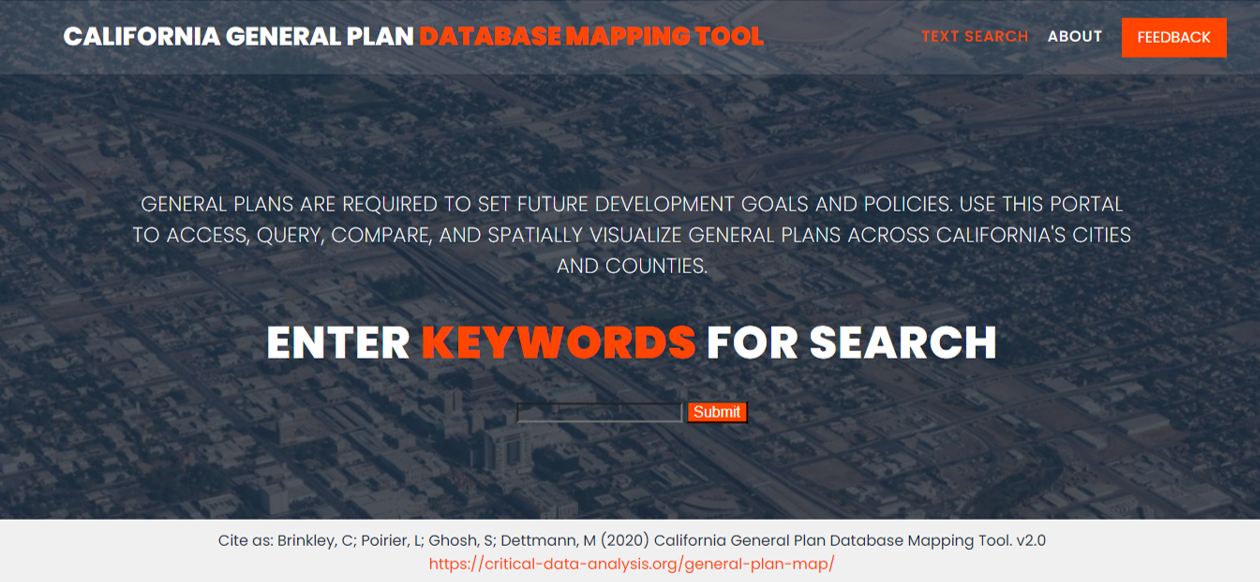 CALIFORNIA GENERAL PLAN DATABASE MAPPING TOOL
TEXT SEARCH ABOUT FEEDBACK
GENERAL PLANS ARE REQUIRED TO SET FUTURE DEVELOPMENT GOALS AND POLICIES. USE THIS PORTAL
TO ACCESS, QUERY, COMPARE, AND SPATIALLY VISUALIZE GENERAL PLANS ACROSS CALIFORNIA'S CITIES
AND COUNTIES.
ENTER KEYWORDS FOR SEARCH
Submit
Cite as: Brinkley, C; Poirier, L; Ghosh, S; Dettmann, M (2020) California General Plan Database Mapping Tool. v2.0
https://critical-data-analysis.org/general-plan-map/